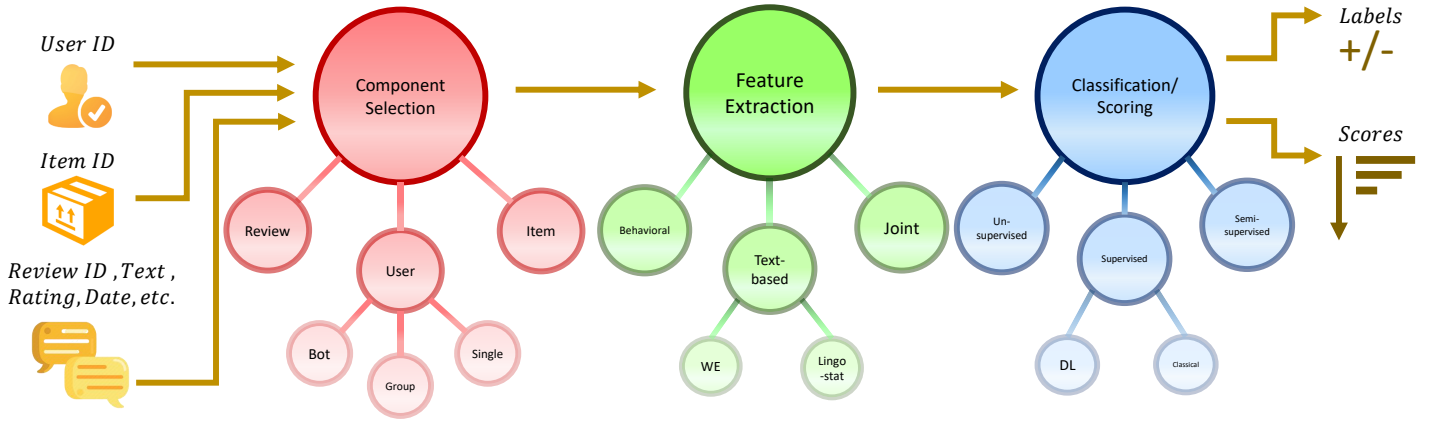 User ID
Item ID
Review ID , Text ,
Rating, Date, etc.
Component
Selection
Review
User
Item
Bot
Group
Single
Feature
Extraction
Behavioral
Text-
based
Joint
WE
Lingo
-stat
Classification/
Scoring
Un-
supervised
Supervised
Semi-
supervised
DL
Classical
Labels
+/-
Scores